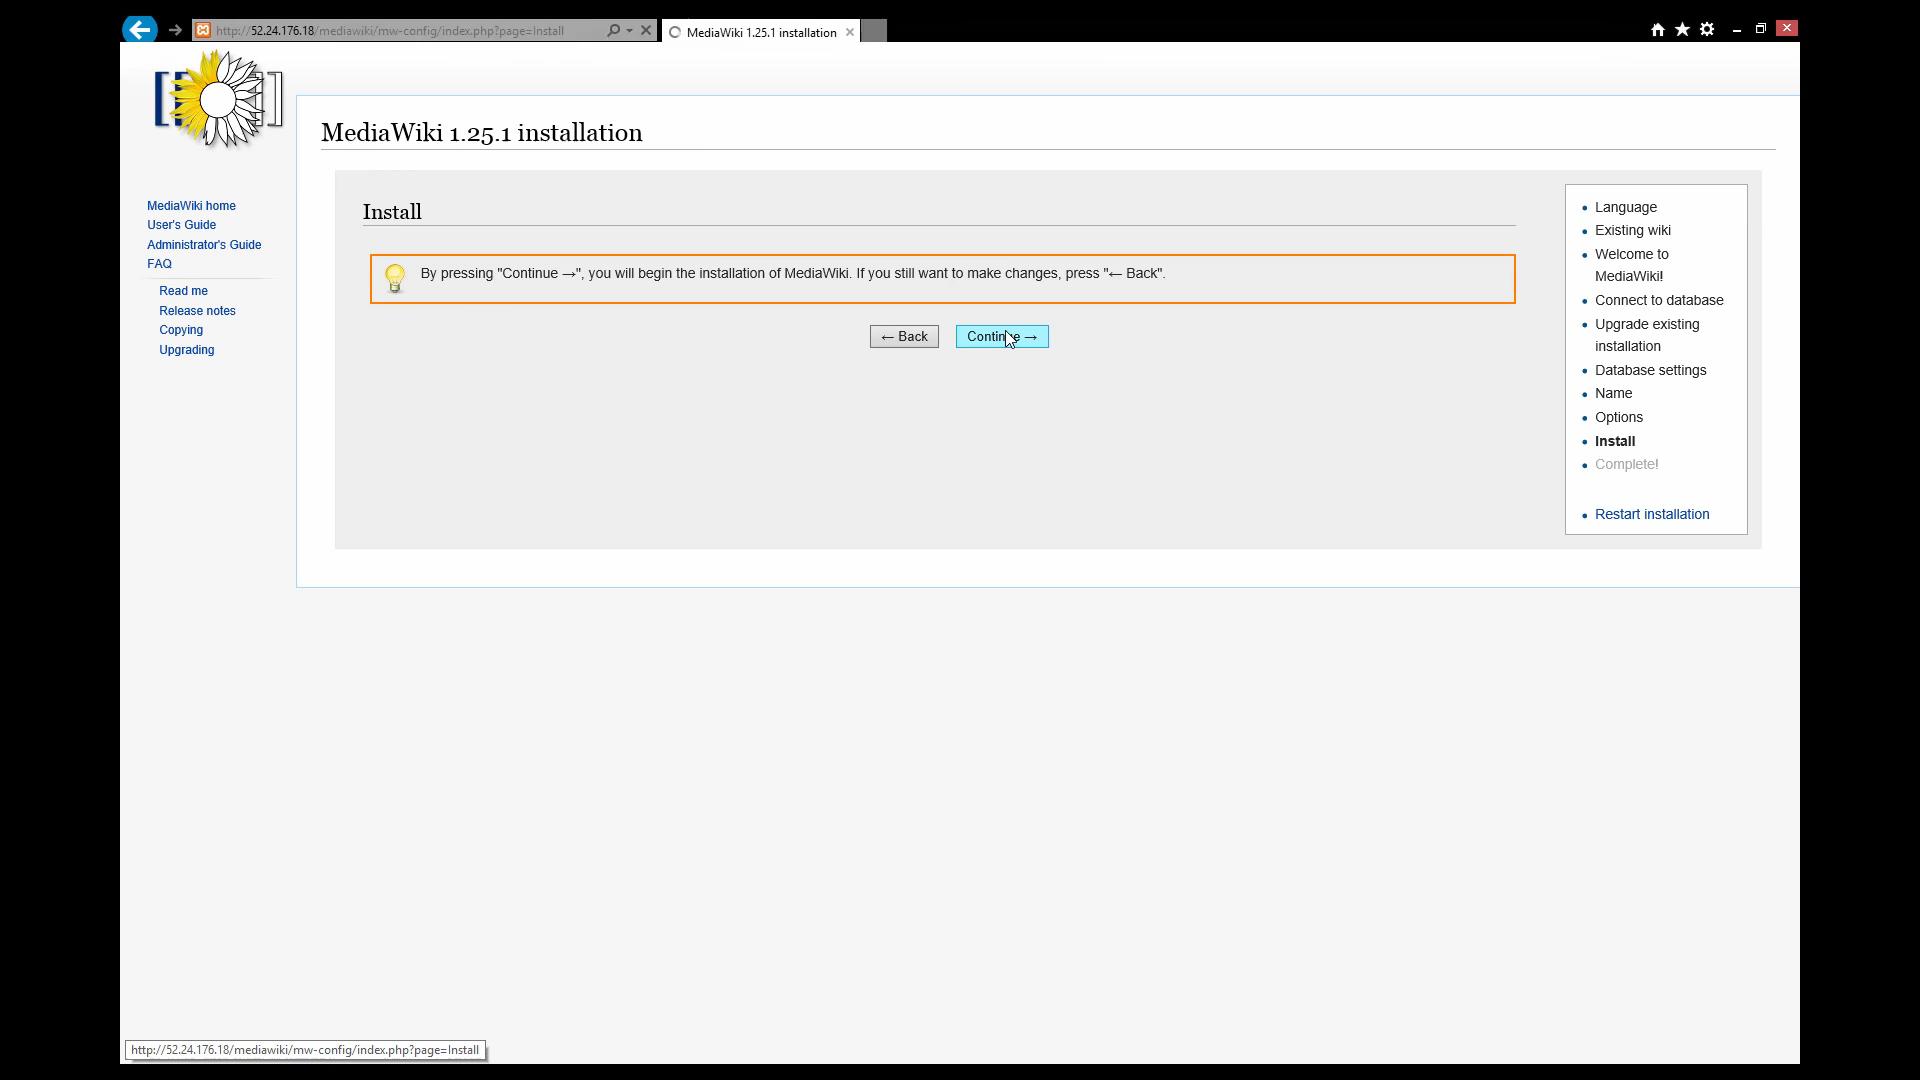 http://52.24.176.18/mediawiki/mw-config/index.php?page=Install
MediaWiki 1.25.1 installation
MediaWiki 1.25.1 installation
MediaWiki home
User's Guide
Administrator's Guide
FAQ
Read me
Release notes
Copying
Upgrading
Install
By pressing "Continue →", you will begin the installation of MediaWiki. If you still want to make changes, press "← Back".
← Back
Continue →
Language
Existing wiki
Welcome to
MediaWiki!
Connect to database
Upgrade existing
installation
Database settings
Name
Options
Install
Complete!
Restart installation
http://52.24.176.18/mediawiki/mw-config/index.php?page=Install